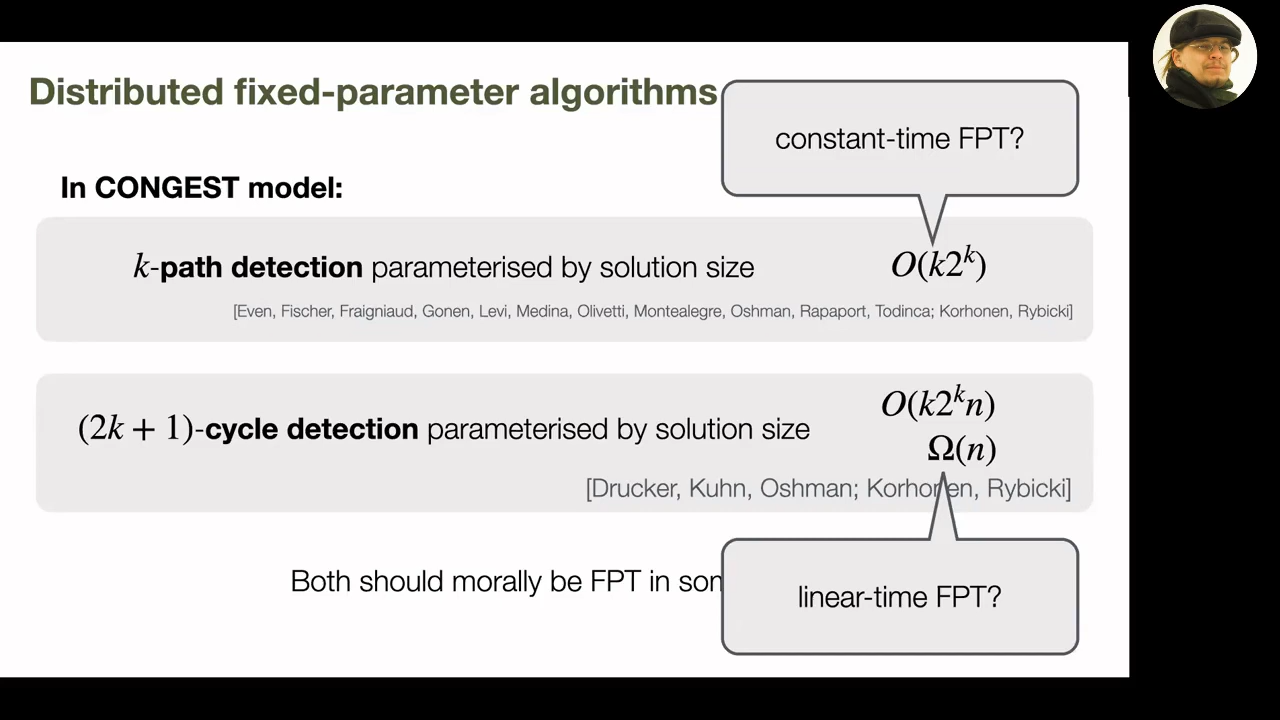 Distributed fixed-parameter algorithms
constant-time FPT?
In CONGEST model:
k-path detection parameterised by solution size O(k2^k)
[Even, Fischer, Fraigniaud, Gonen, Levi, Medina, Olivetti, Montealegre, Oshman, Rapaport, Todinca; Korhonen, Rybicki]
O(k2^k n)
(2k + 1)-cycle detection parameterised by solution size
Ω(n)
[Drucker, Kuhn, Oshman; Korhonen, Rybicki]
Both should morally be FPT in
linear-time FPT?